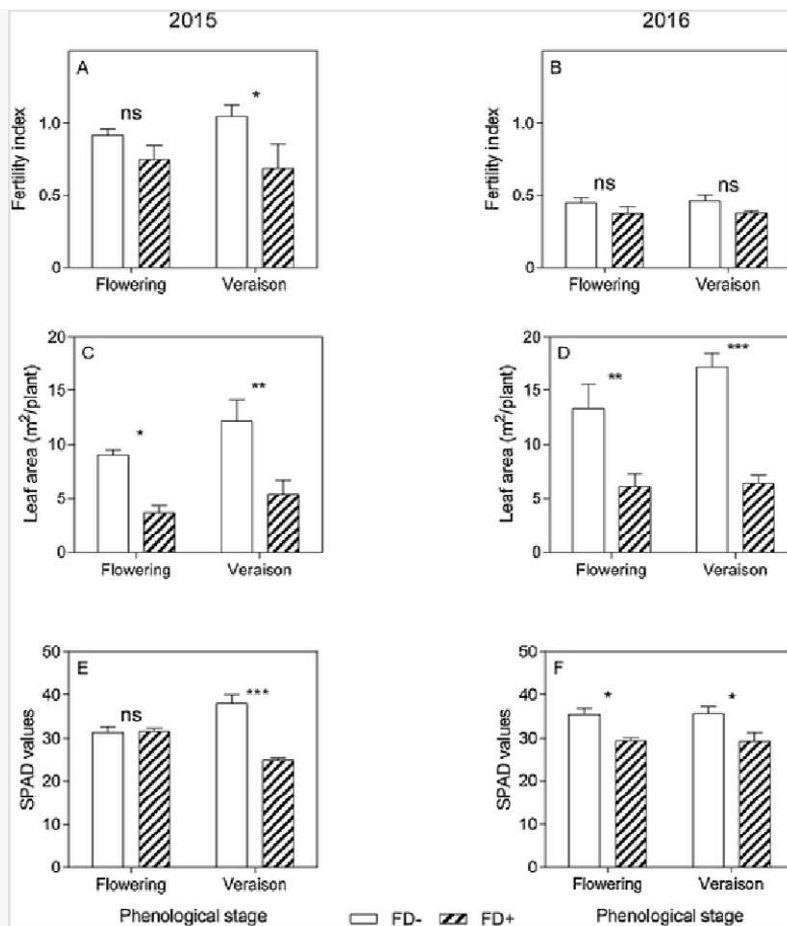 2015
2016
A
B
Fertility index
1.0
0.5
0
ns
*
Flowering
Veraison
Fertility index
1.0
0.5
0
ns
ns
Flowering
Veraison
C
D
Leaf area (m²/plant)
20
15
10
5
0
*
**
Flowering
Veraison
Leaf area (m²/plant)
20
15
10
5
0
**
***
Flowering
Veraison
E
F
SPAD values
50
40
30
20
10
0
ns
***
Flowering
Veraison
Phenological stage
SPAD values
50
40
30
20
10
0
*
*
Flowering
Veraison
Phenological stage
FD-
FD+